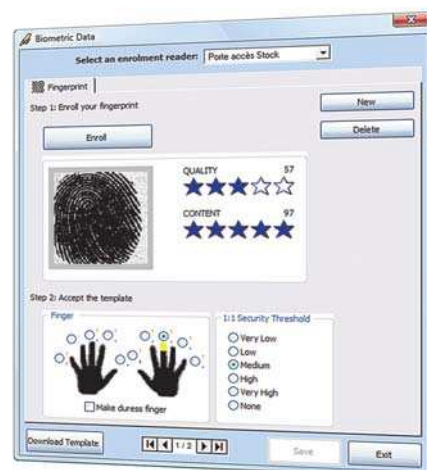 Biometric Data
Select an enrolment reader: Porte accès Stock
Fingerprint
Step 1: Enroll your fingerprint
New
Enroll
Delete
QUALITY 57
CONTENT 97
Step 2: Accept the template
Finger
1:1 Security Threshold
Very Low
Low
Medium
High
Very High
None
Make duress finger
Download Template
1 / 2
Save
Exit